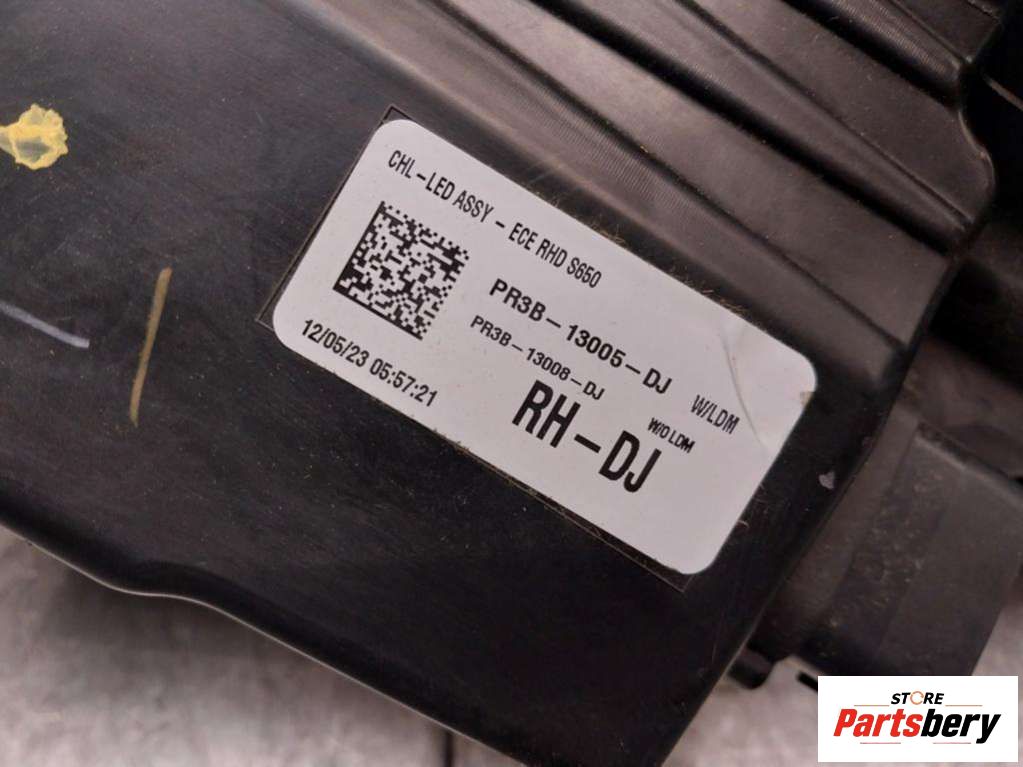 CHL-LED ASSY - ECE RHD S650
PR3B-13005-DJ W/LDM
PR3B-13008-DJ W/O LDM
12/05/23 05:57:21
RH-DJ
STORE
Partsbery